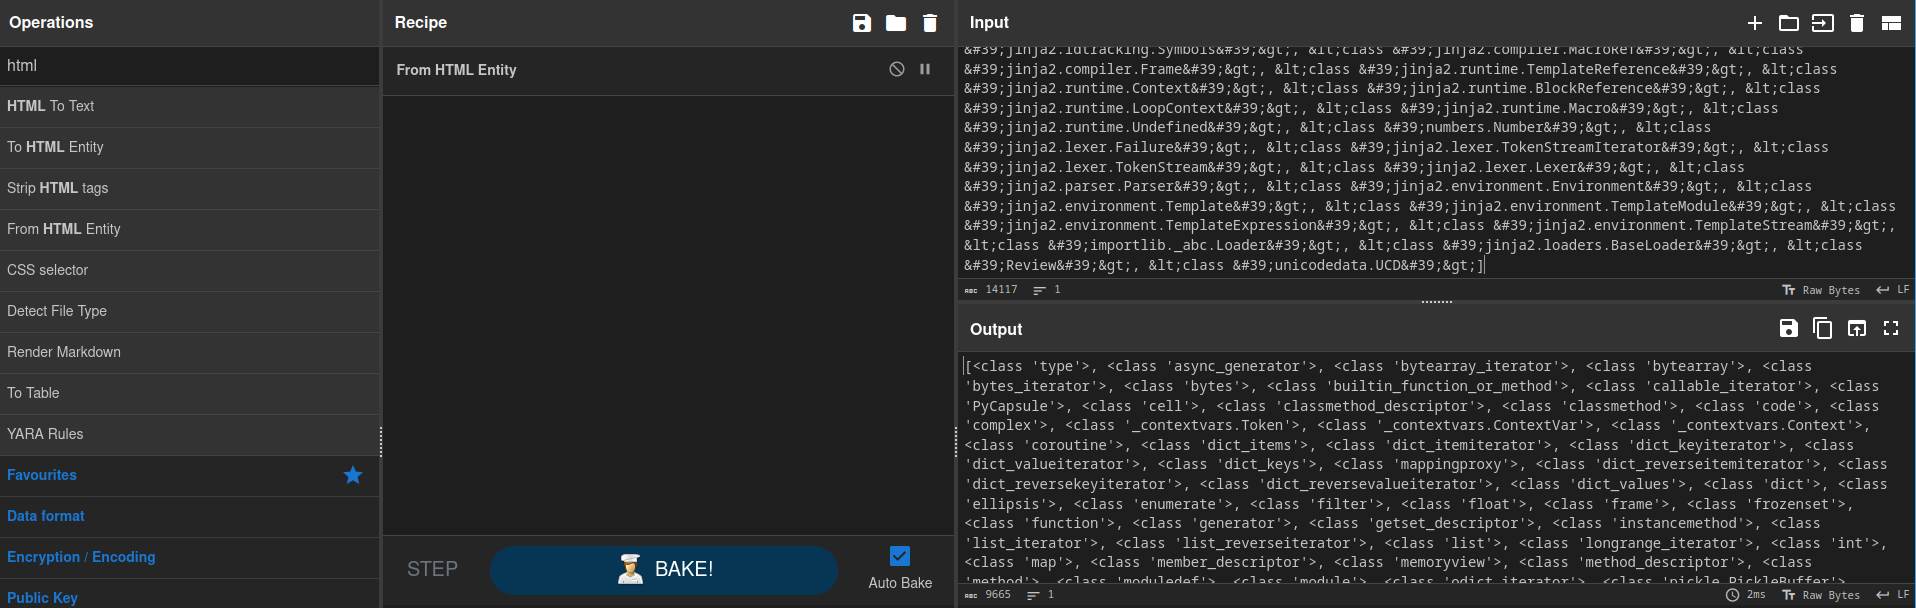 Operations
html
HTML To Text
To HTML Entity
Strip HTML tags
From HTML Entity
CSS selector
Detect File Type
Render Markdown
To Table
YARA Rules
Favourites
Data format
Encryption / Encoding
Public Key
Recipe
From HTML Entity
STEP
BAKE!
Auto Bake
Input
&#39;jinja2.idtracking.Symbols&#39;&gt;, &lt;class &#39;jinja2.compiler.MacroRef&#39;&gt;, &lt;class
&#39;jinja2.compiler.Frame&#39;&gt;, &lt;class &#39;jinja2.runtime.TemplateReference&#39;&gt;, &lt;class
&#39;jinja2.runtime.Context&#39;&gt;, &lt;class &#39;jinja2.runtime.BlockReference&#39;&gt;, &lt;class
&#39;jinja2.runtime.LoopContext&#39;&gt;, &lt;class &#39;jinja2.runtime.Macro&#39;&gt;, &lt;class
&#39;jinja2.runtime.Undefined&#39;&gt;, &lt;class &#39;numbers.Number&#39;&gt;, &lt;class
&#39;jinja2.lexer.Failure&#39;&gt;, &lt;class &#39;jinja2.lexer.TokenStreamIterator&#39;&gt;, &lt;class
&#39;jinja2.lexer.TokenStream&#39;&gt;, &lt;class &#39;jinja2.lexer.Lexer&#39;&gt;, &lt;class
&#39;jinja2.parser.Parser&#39;&gt;, &lt;class &#39;jinja2.environment.Environment&#39;&gt;, &lt;class
&#39;jinja2.environment.Template&#39;&gt;, &lt;class &#39;jinja2.environment.TemplateModule&#39;&gt;, &lt;class
&#39;jinja2.environment.TemplateExpression&#39;&gt;, &lt;class &#39;jinja2.environment.TemplateStream&#39;&gt;,
&lt;class &#39;importlib._abc.Loader&#39;&gt;, &lt;class &#39;jinja2.loaders.BaseLoader&#39;&gt;, &lt;class
&#39;Review&#39;&gt;, &lt;class &#39;unicodedata.UCD&#39;&gt;]
ABC 14117 1 Raw Bytes LF
Output
[<class 'type'>, <class 'async_generator'>, <class 'bytearray_iterator'>, <class 'bytearray'>, <class
'bytes_iterator'>, <class 'bytes'>, <class 'builtin_function_or_method'>, <class 'callable_iterator'>, <class
'PyCapsule'>, <class 'cell'>, <class 'classmethod_descriptor'>, <class 'classmethod'>, <class 'code'>, <class
'complex'>, <class '_contextvars.Token'>, <class '_contextvars.ContextVar'>, <class '_contextvars.Context'>,
<class 'coroutine'>, <class 'dict_items'>, <class 'dict_itemiterator'>, <class 'dict_keyiterator'>, <class
'dict_valueiterator'>, <class 'dict_keys'>, <class 'mappingproxy'>, <class 'dict_reverseitemiterator'>, <class
'dict_reversekeyiterator'>, <class 'dict_reversevalueiterator'>, <class 'dict_values'>, <class 'dict'>, <class
'ellipsis'>, <class 'enumerate'>, <class 'filter'>, <class 'float'>, <class 'frame'>, <class 'frozenset'>,
<class 'function'>, <class 'generator'>, <class 'getset_descriptor'>, <class 'instancemethod'>, <class
'list_iterator'>, <class 'list_reverseiterator'>, <class 'list'>, <class 'longrange_iterator'>, <class 'int'>,
<class 'map'>, <class 'member_descriptor'>, <class 'memoryview'>, <class 'method_descriptor'>, <class
'method'>, <class 'moduledef'>, <class 'module'>, <class 'odict_iterator'>, <class 'pickle.PickleBuffer'>,
ABC 9665 1 2ms Raw Bytes LF